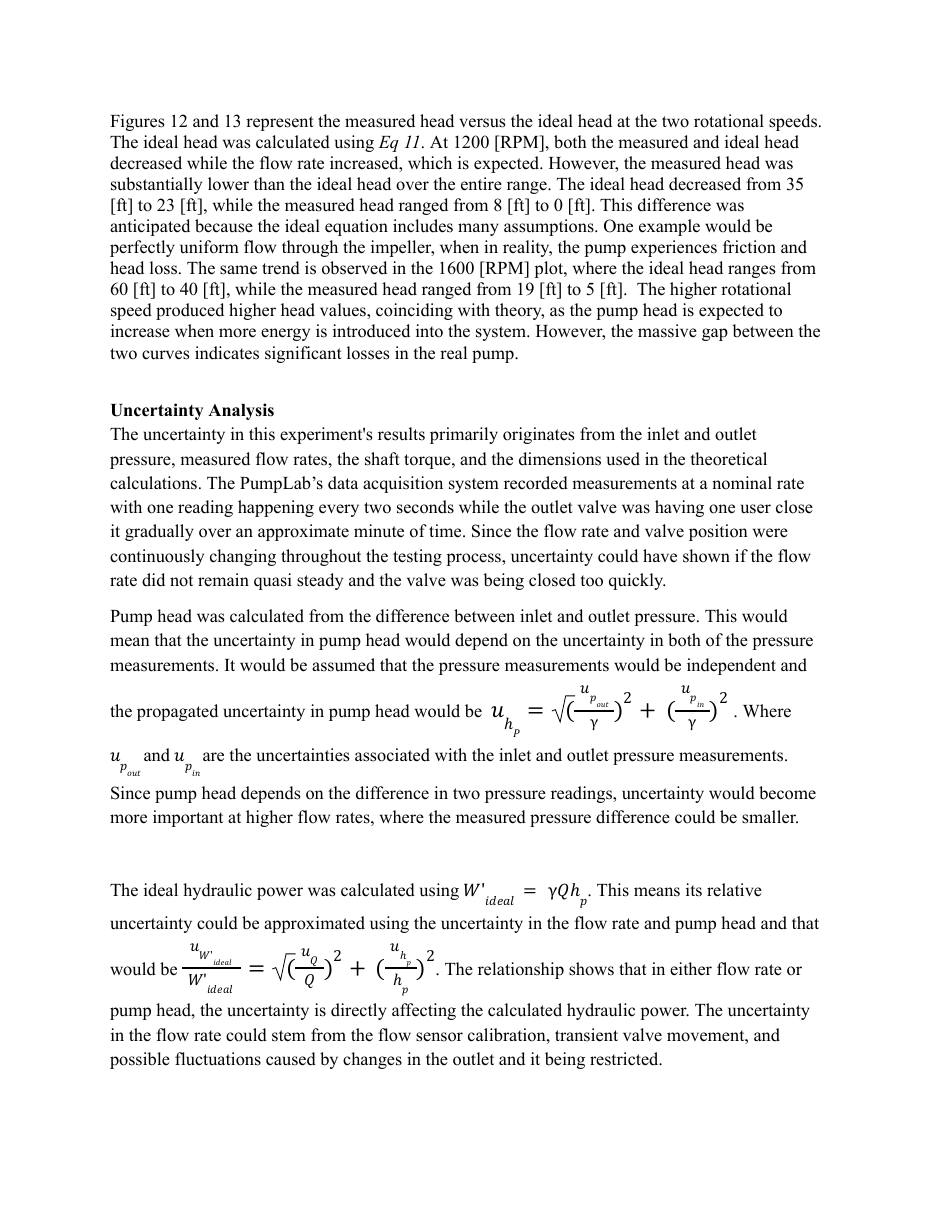 Figures 12 and 13 represent the measured head versus the ideal head at the two rotational speeds.
The ideal head was calculated using Eq 11. At 1200 [RPM], both the measured and ideal head
decreased while the flow rate increased, which is expected. However, the measured head was
substantially lower than the ideal head over the entire range. The ideal head decreased from 35
[ft] to 23 [ft], while the measured head ranged from 8 [ft] to 0 [ft]. This difference was
anticipated because the ideal equation includes many assumptions. One example would be
perfectly uniform flow through the impeller, when in reality, the pump experiences friction and
head loss. The same trend is observed in the 1600 [RPM] plot, where the ideal head ranges from
60 [ft] to 40 [ft], while the measured head ranged from 19 [ft] to 5 [ft].  The higher rotational
speed produced higher head values, coinciding with theory, as the pump head is expected to
increase when more energy is introduced into the system. However, the massive gap between the
two curves indicates significant losses in the real pump.
Uncertainty Analysis
The uncertainty in this experiment's results primarily originates from the inlet and outlet
pressure, measured flow rates, the shaft torque, and the dimensions used in the theoretical
calculations. The PumpLab’s data acquisition system recorded measurements at a nominal rate
with one reading happening every two seconds while the outlet valve was having one user close
it gradually over an approximate minute of time. Since the flow rate and valve position were
continuously changing throughout the testing process, uncertainty could have shown if the flow
rate did not remain quasi steady and the valve was being closed too quickly.
Pump head was calculated from the difference between inlet and outlet pressure. This would
mean that the uncertainty in pump head would depend on the uncertainty in both of the pressure
measurements. It would be assumed that the pressure measurements would be independent and
the propagated uncertainty in pump head would be u_{h_p} = √(u_{p_{out}}/γ)^2 + (u_{p_{in}}/γ)^2 . Where
u_{p_{out}} and u_{p_{in}} are the uncertainties associated with the inlet and outlet pressure measurements.
Since pump head depends on the difference in two pressure readings, uncertainty would become
more important at higher flow rates, where the measured pressure difference could be smaller.
The ideal hydraulic power was calculated using W'_{ideal} = γQh_p. This means its relative
uncertainty could be approximated using the uncertainty in the flow rate and pump head and that
would be u_{W'_{ideal}}/W'_{ideal} = √(u_Q/Q)^2 + (u_{h_p}/h_p)^2. The relationship shows that in either flow rate or
pump head, the uncertainty is directly affecting the calculated hydraulic power. The uncertainty
in the flow rate could stem from the flow sensor calibration, transient valve movement, and
possible fluctuations caused by changes in the outlet and it being restricted.